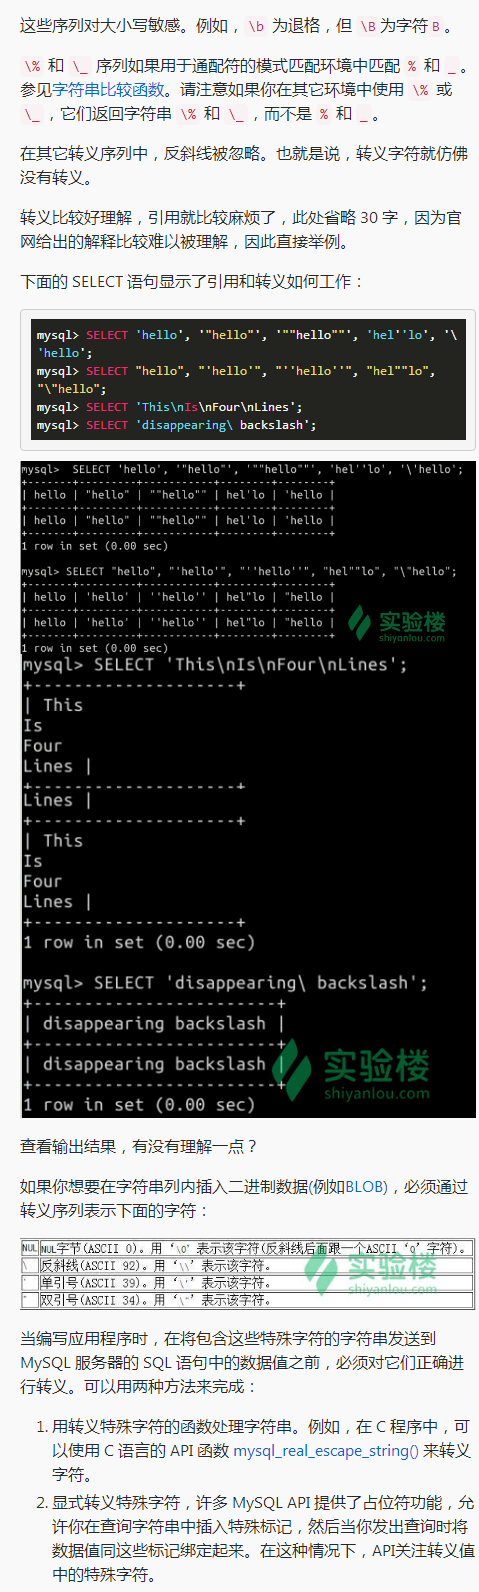 这些序列对大小写敏感。例如，\b 为退格，但 \B 为字符 B 。
\% 和 \_ 序列如果用于通配符的模式匹配环境中匹配 % 和 _ 。
参见字符串比较函数。请注意如果你在其它环境中使用 \% 或
\_ ，它们返回字符串 \% 和 \_ ，而不是 % 和 _ 。
在其它转义序列中，反斜线被忽略。也就是说，转义字符就仿佛
没有转义。
转义比较好理解，引用就比较麻烦了，此处省略 30 字，因为官
网给出的解释比较难以被理解，因此直接举例。
下面的 SELECT 语句显示了引用和转义如何工作：
mysql> SELECT 'hello', '"hello"', '""hello""', 'hel''lo', '\
'hello';
mysql> SELECT "hello", "'hello'", "''hello''", "hel""lo",
"\"hello";
mysql> SELECT 'This\nIs\nFour\nLines';
mysql> SELECT 'disappearing\ backslash';
mysql>  SELECT 'hello', '"hello"', '""hello""', 'hel''lo', '\'hello';
+-------+---------+-----------+--------+--------+
| hello | "hello" | ""hello"" | hel'lo | 'hello |
+-------+---------+-----------+--------+--------+
| hello | "hello" | ""hello"" | hel'lo | 'hello |
+-------+---------+-----------+--------+--------+
1 row in set (0.00 sec)
mysql> SELECT "hello", "'hello'", "''hello''", "hel""lo", "\"hello";
+-------+---------+-----------+--------+--------+
| hello | 'hello' | ''hello'' | hel"lo | "hello |
+-------+---------+-----------+--------+--------+
| hello | 'hello' | ''hello'' | hel"lo | "hello |
+-------+---------+-----------+--------+--------+
1 row in set (0.00 sec)
实验楼
shiyanlou.com
mysql> SELECT 'This\nIs\nFour\nLines';
+--------------------+
| This
Is
Four
Lines |
+--------------------+
Lines |
+--------------------+
| This
Is
Four
Lines |
+--------------------+
1 row in set (0.00 sec)
mysql> SELECT 'disappearing\ backslash';
+------------------------+
| disappearing backslash |
+------------------------+
| disappearing backslash |
+------------------------+
1 row in set (0.00 sec)
实验楼
shiyanlou.com
查看输出结果，有没有理解一点？
如果你想要在字符串列内插入二进制数据(例如BLOB)，必须通过
转义序列表示下面的字符：
NUL NUL字节(ASCII 0)。用‘\0’表示该字符(反斜线后面跟一个ASCII‘0’字符)。
\ 反斜线(ASCII 92)。用‘\\’表示该字符。
' 单引号(ASCII 39)。用‘\'’表示该字符。
" 双引号(ASCII 34)。用‘\"’表示该字符。
实验楼
shiyanlou.com
当编写应用程序时，在将包含这些特殊字符的字符串发送到
MySQL 服务器的 SQL 语句中的数据值之前，必须对它们正确进
行转义。可以用两种方法来完成：
1. 用转义特殊字符的函数处理字符串。例如，在 C 程序中，可
以使用 C 语言的 API 函数 mysql_real_escape_string() 来转义
字符。
2. 显式转义特殊字符，许多 MySQL API 提供了占位符功能，允
许你在查询字符串中插入特殊标记，然后当你发出查询时将
数据值同这些标记绑定起来。在这种情况下，API关注转义值
中的特殊字符。